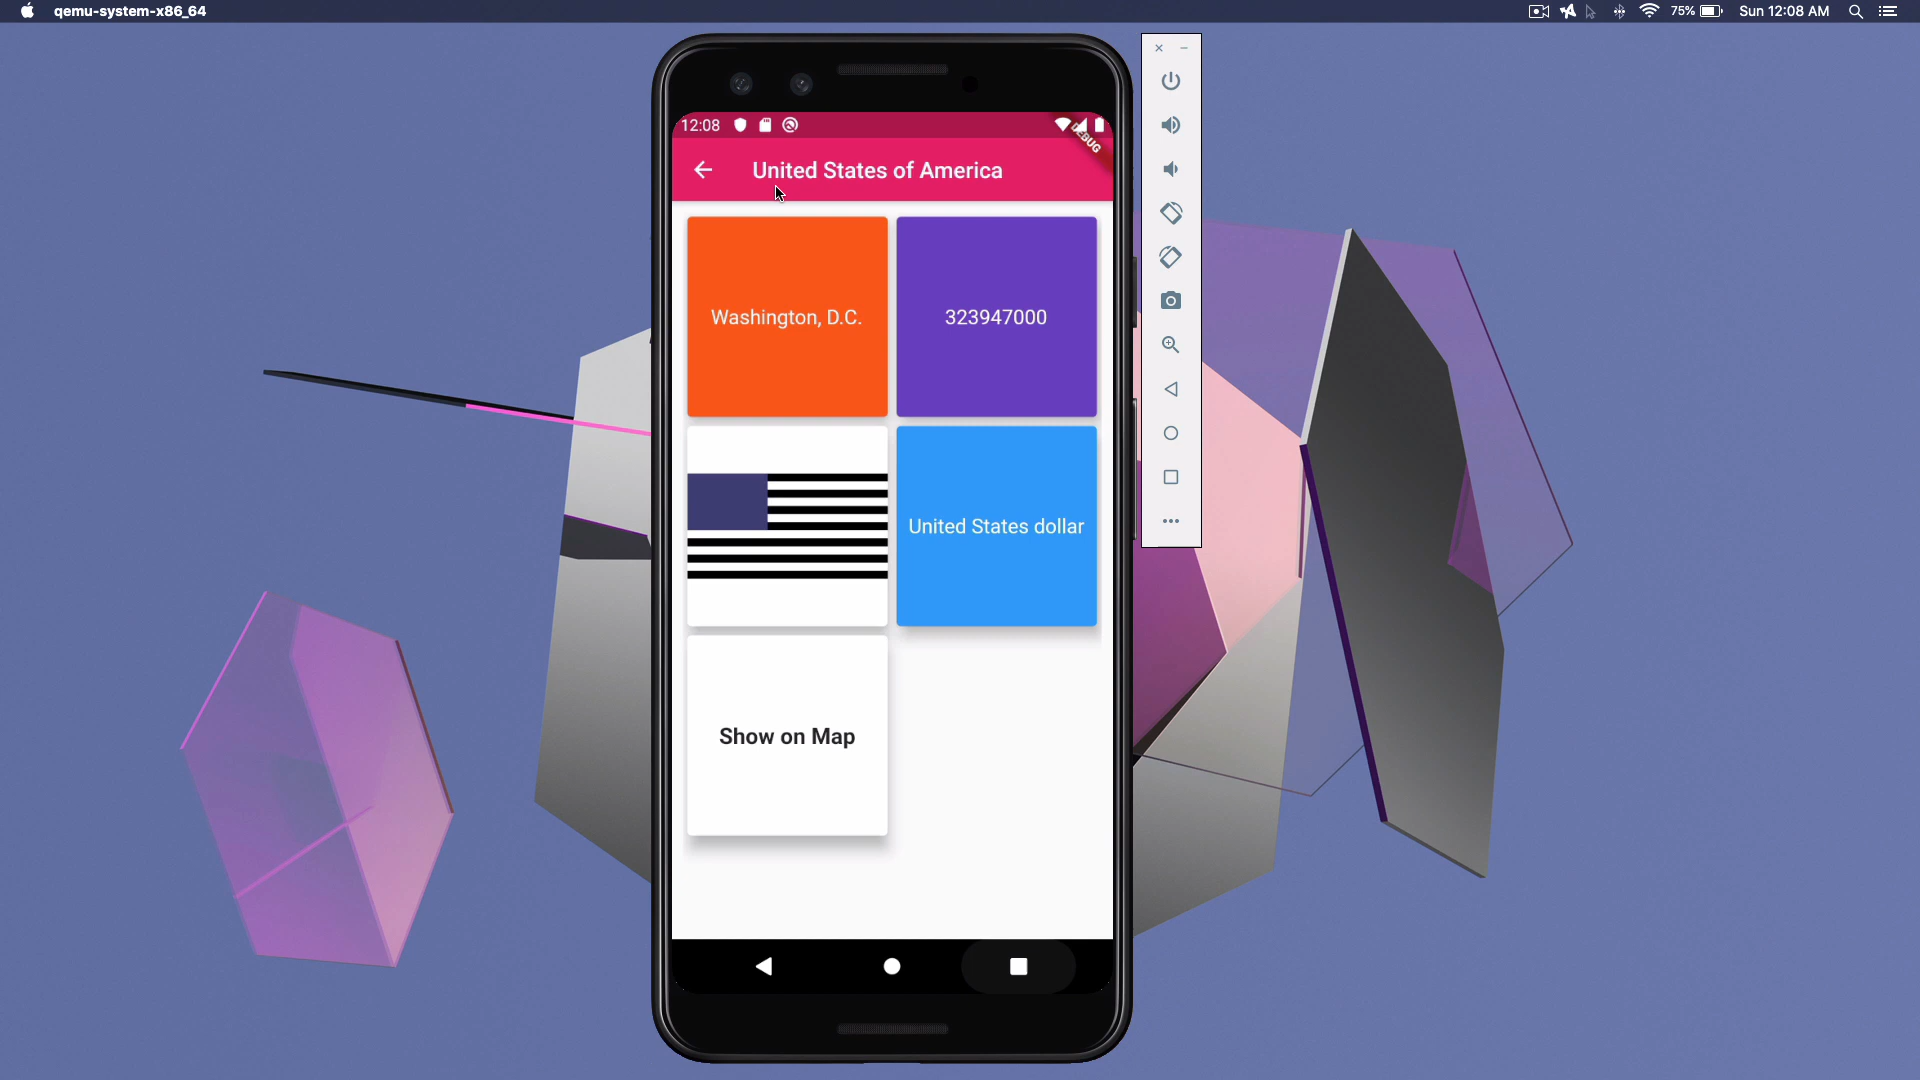 qemu-system-x86_64
75%
Sun 12:08 AM
12:08
DEBUG
United States of America
Washington, D.C.
323947000
United States dollar
Show on Map